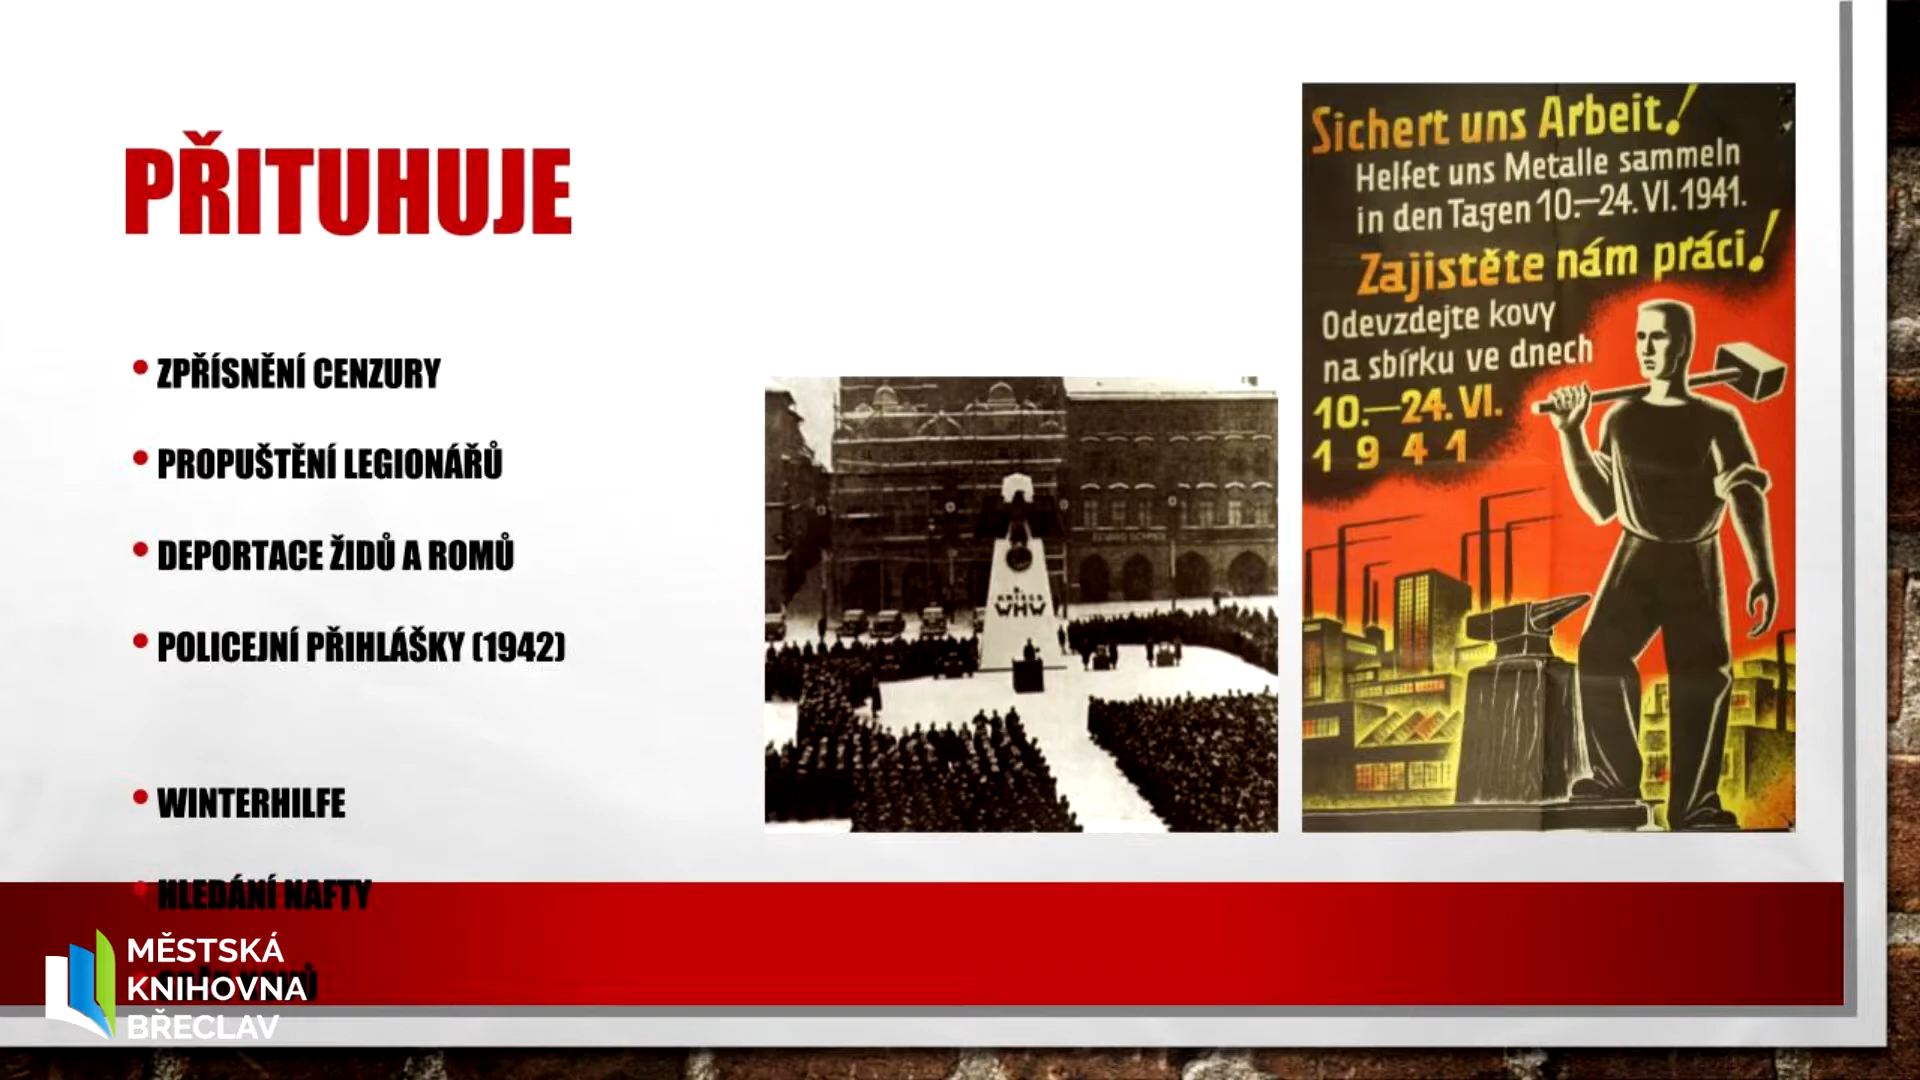 PŘITUHUJE
• ZPŘÍSNĚNÍ CENZURY
• PROPUŠTĚNÍ LEGIONÁŘŮ
• DEPORTACE ŽIDŮ A ROMŮ
• POLICEJNÍ PŘIHLÁŠKY (1942)
• WINTERHILFE
• HLEDÁNÍ NAFTY
MĚSTSKÁ
KNIHOVNA
BŘECLAV
WHW
Sichert uns Arbeit!
Helfet uns Metalle sammeln
in den Tagen 10.—24. VI. 1941.
Zajistěte nám práci!
Odevzdejte kovy
na sbírku ve dnech
10.—24. VI.
1941